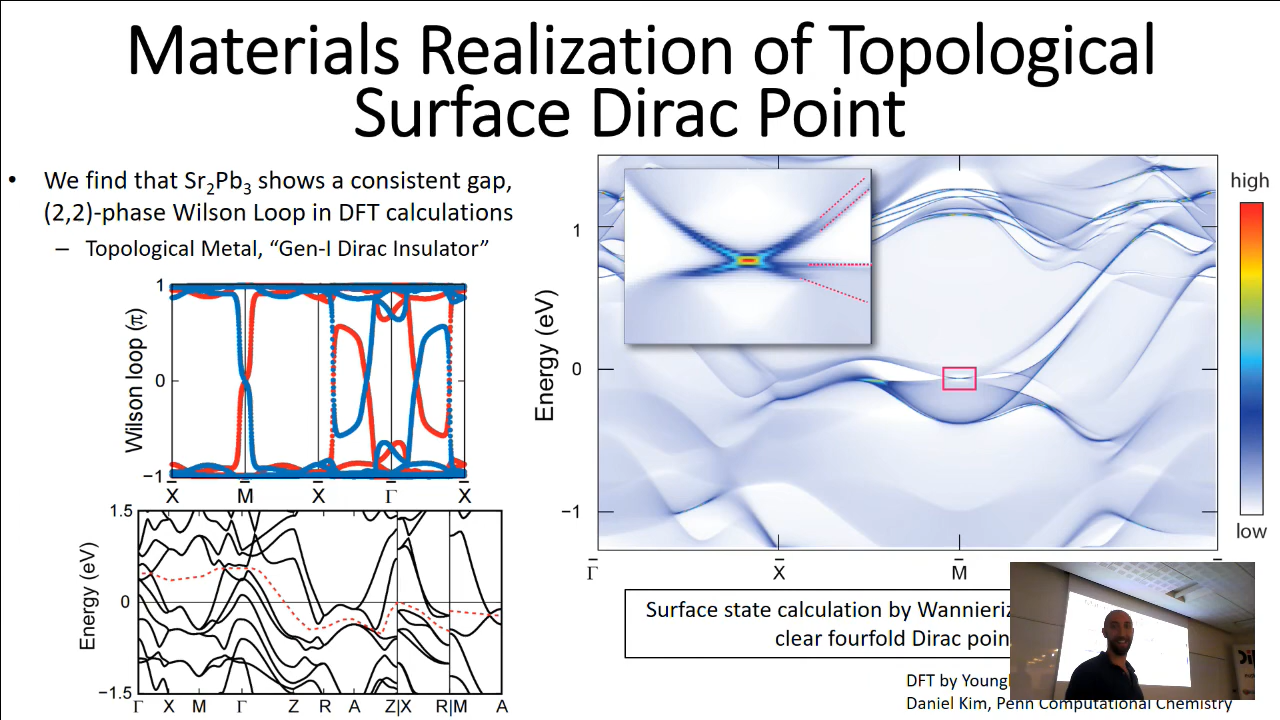 Materials Realization of Topological
Surface Dirac Point
• We find that Sr₂Pb₃ shows a consistent gap,
(2,2)-phase Wilson Loop in DFT calculations
– Topological Metal, “Gen-I Dirac Insulator”
Wilson loop (π)
1
0
−1
X̄ M̄ X̄ Γ̄ X̄
Energy (eV)
1.5
0
−1.5
Γ X M Γ Z R A Z|X R|M A
Energy (eV)
1
0
−1
Γ̄ X̄ M̄
high
low
Surface state calculation by Wannieriz
clear fourfold Dirac poin
DFT by Young
Daniel Kim, Penn Computational Chemistry